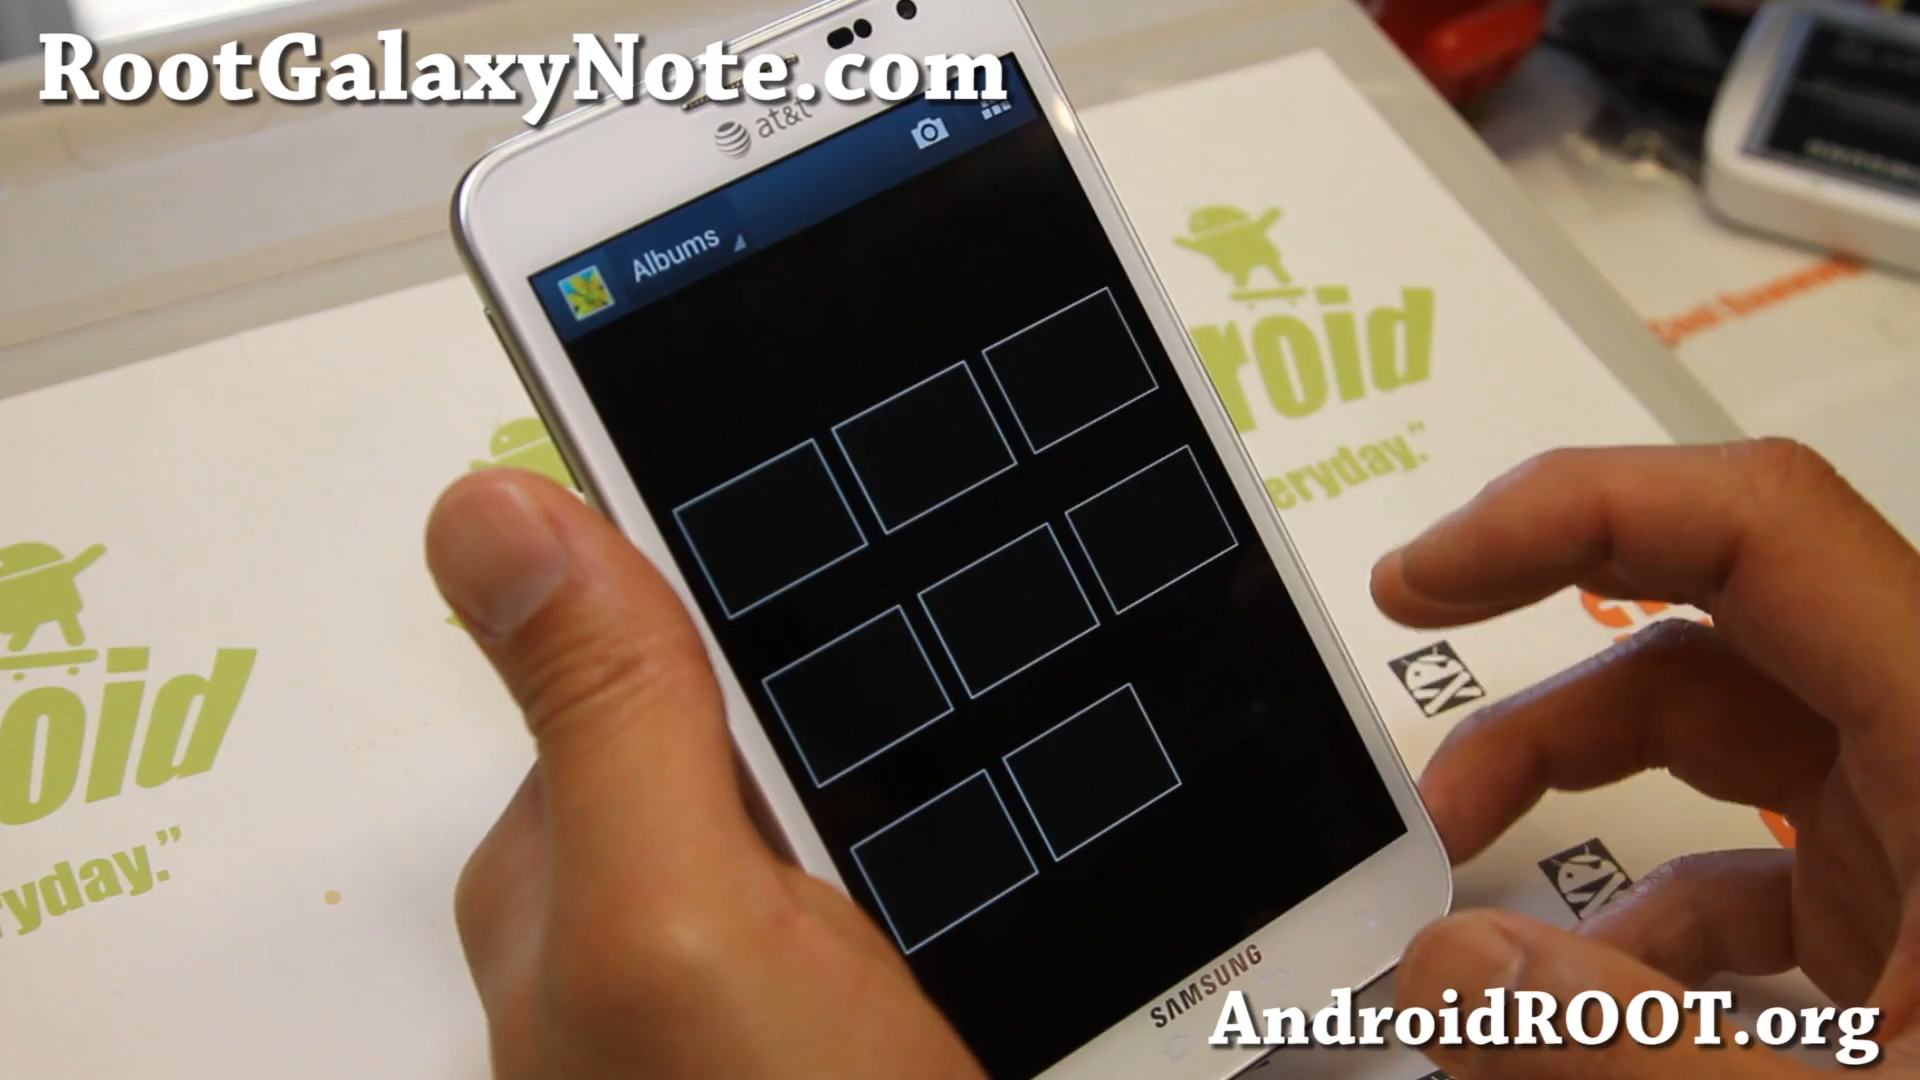 RootGalaxyNote.com
at&t
Albums
roid
eryday."
oid
ryday."
SAMSUNG
AndroidROOT.org